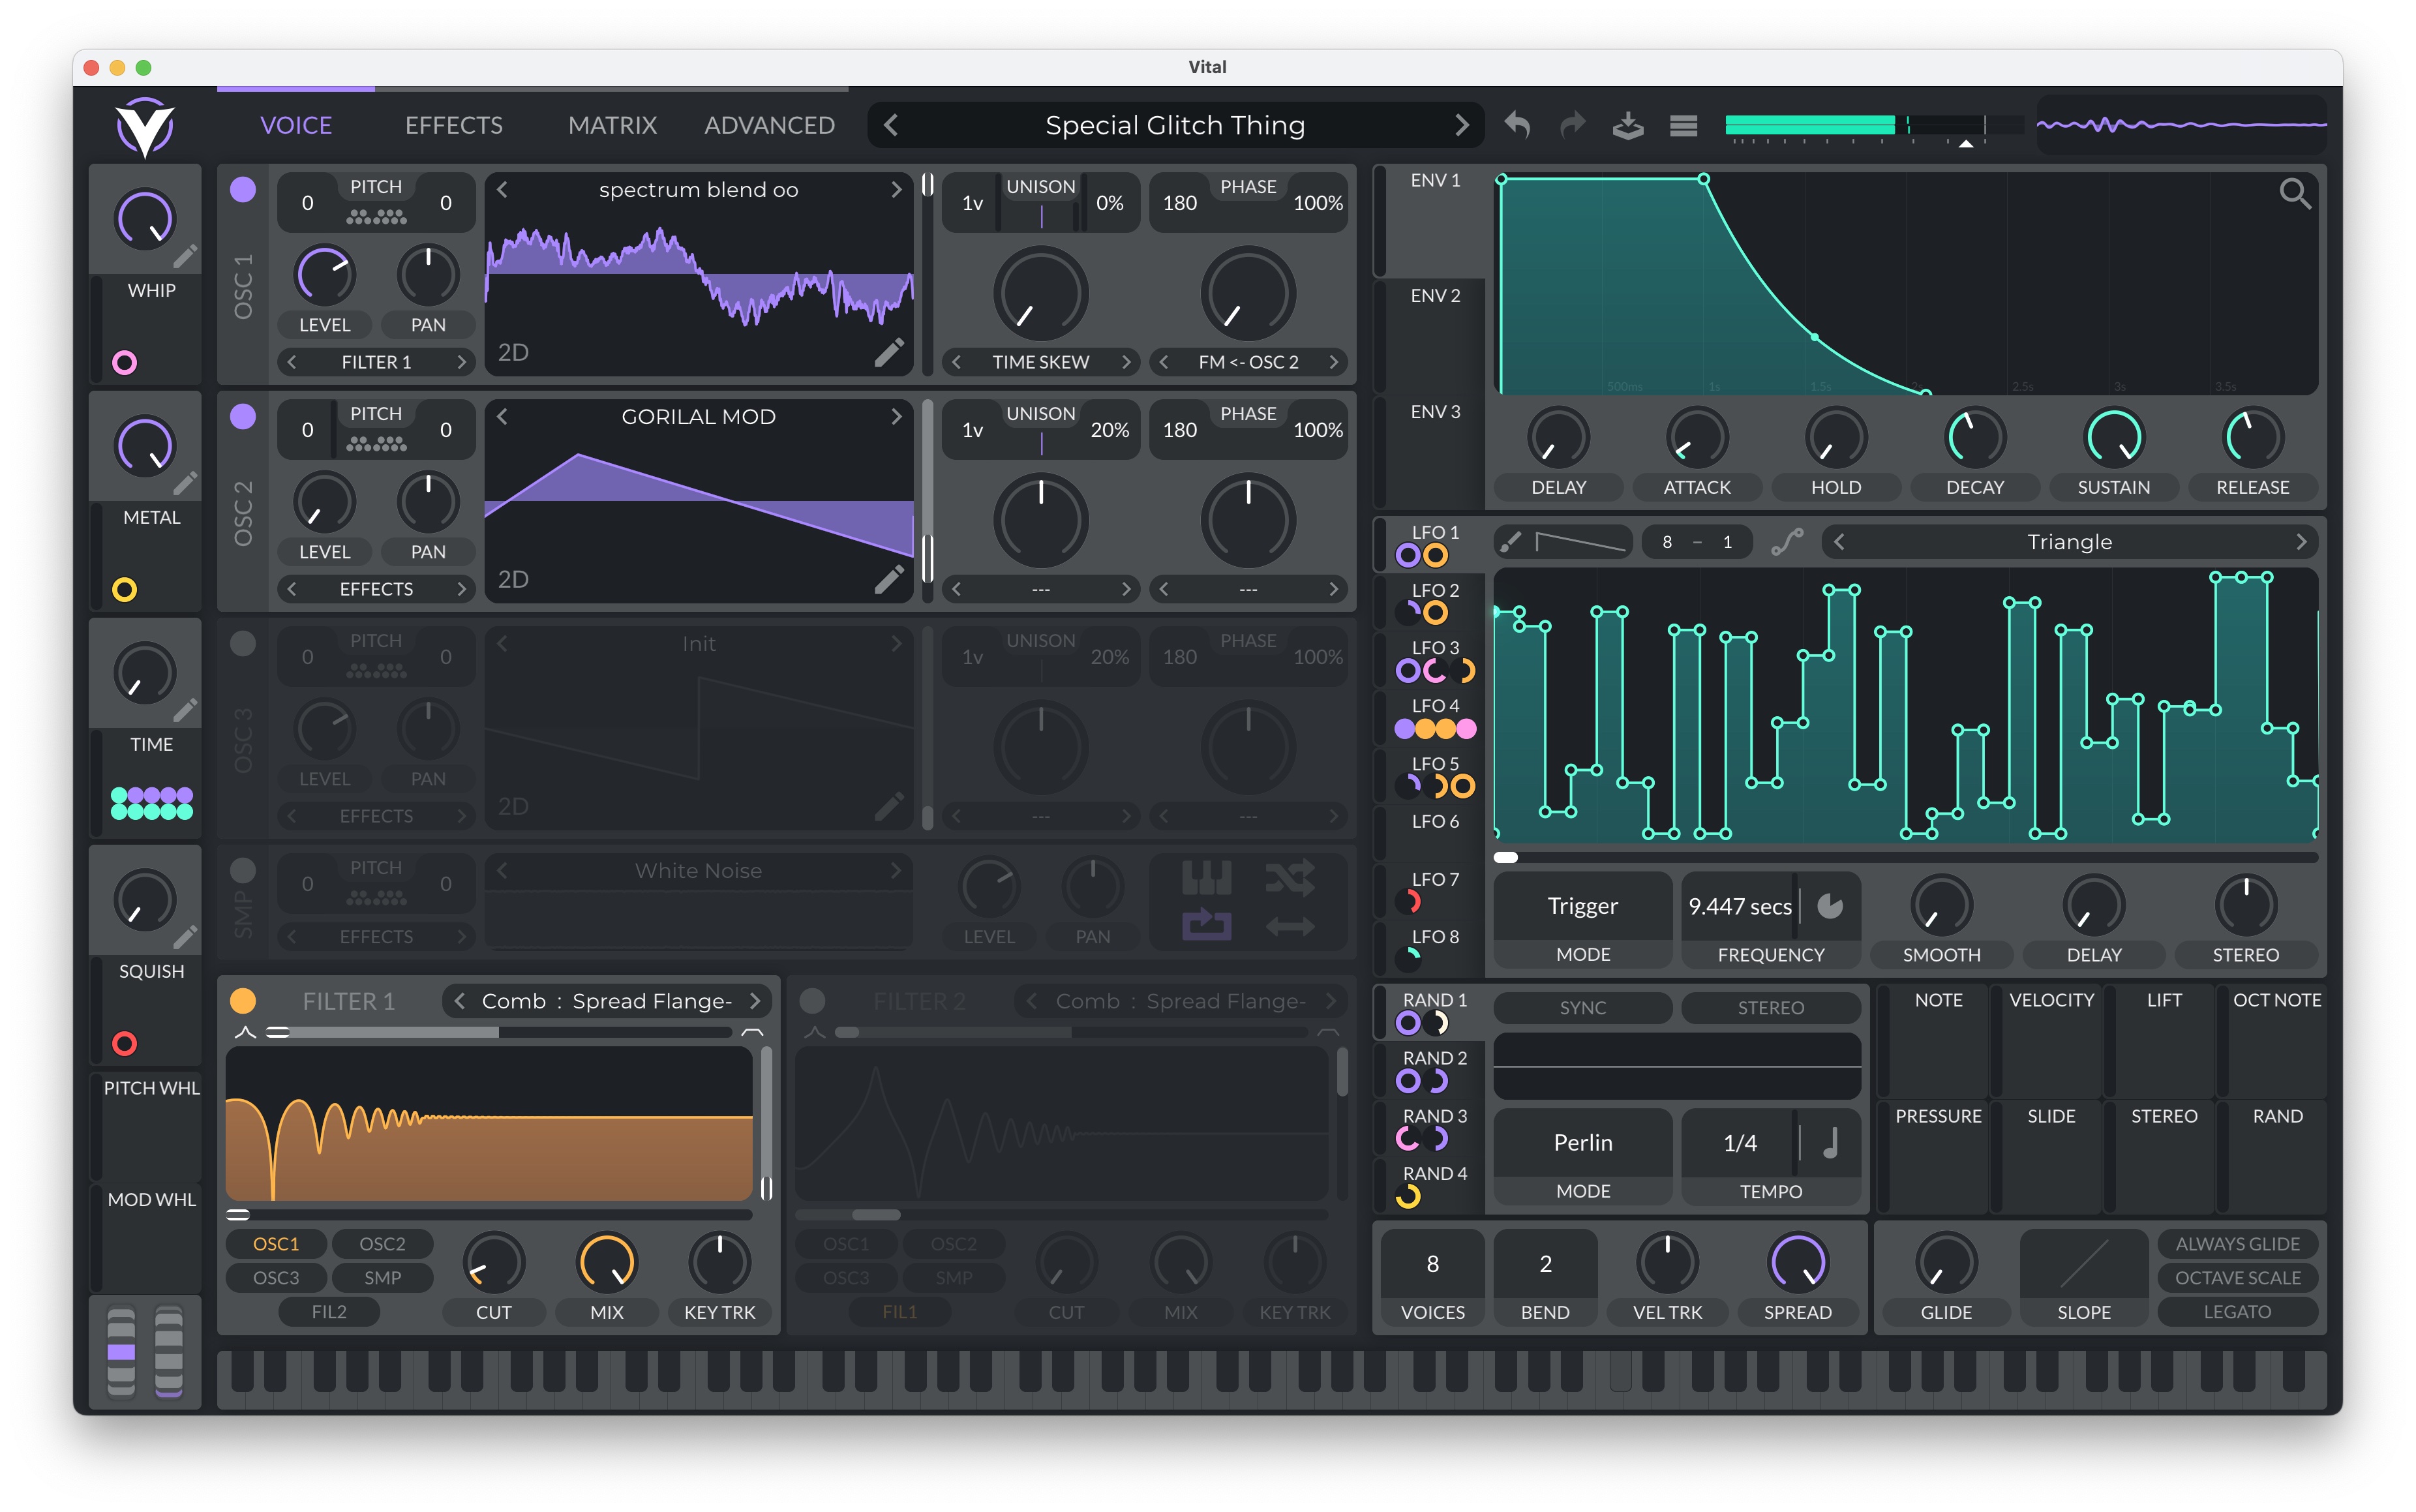 Vital
VOICE
EFFECTS
MATRIX
ADVANCED
Special Glitch Thing
WHIP
METAL
TIME
SQUISH
PITCH WHL
MOD WHL
OSC 1
0 PITCH 0
LEVEL PAN
FILTER 1
spectrum blend oo
2D
1v UNISON 0%
TIME SKEW
180 PHASE 100%
FM <- OSC 2
OSC 2
0 PITCH 0
LEVEL PAN
EFFECTS
GORILAL MOD
2D
1v UNISON 20%
---
180 PHASE 100%
---
OSC 3
0 PITCH 0
LEVEL PAN
EFFECTS
Init
2D
1v UNISON 20%
---
180 PHASE 100%
---
SMP
0 PITCH 0
EFFECTS
White Noise
LEVEL PAN
FILTER 1
Comb : Spread Flange-
OSC1 OSC2
OSC3 SMP
FIL2
CUT MIX KEY TRK
FILTER 2
Comb : Spread Flange-
OSC1 OSC2
OSC3 SMP
FIL1
CUT MIX KEY TRK
ENV 1
ENV 2
ENV 3
500ms 1s 1.5s 2s 2.5s 3s 3.5s
DELAY ATTACK HOLD DECAY SUSTAIN RELEASE
LFO 1
LFO 2
LFO 3
LFO 4
LFO 5
LFO 6
LFO 7
LFO 8
8 - 1
Triangle
Trigger
MODE
9.447 secs
FREQUENCY
SMOOTH DELAY STEREO
RAND 1
RAND 2
RAND 3
RAND 4
SYNC STEREO
Perlin
MODE
1/4
TEMPO
NOTE VELOCITY LIFT OCT NOTE
PRESSURE SLIDE STEREO RAND
8
VOICES
2
BEND
VEL TRK
SPREAD
GLIDE
SLOPE
ALWAYS GLIDE
OCTAVE SCALE
LEGATO